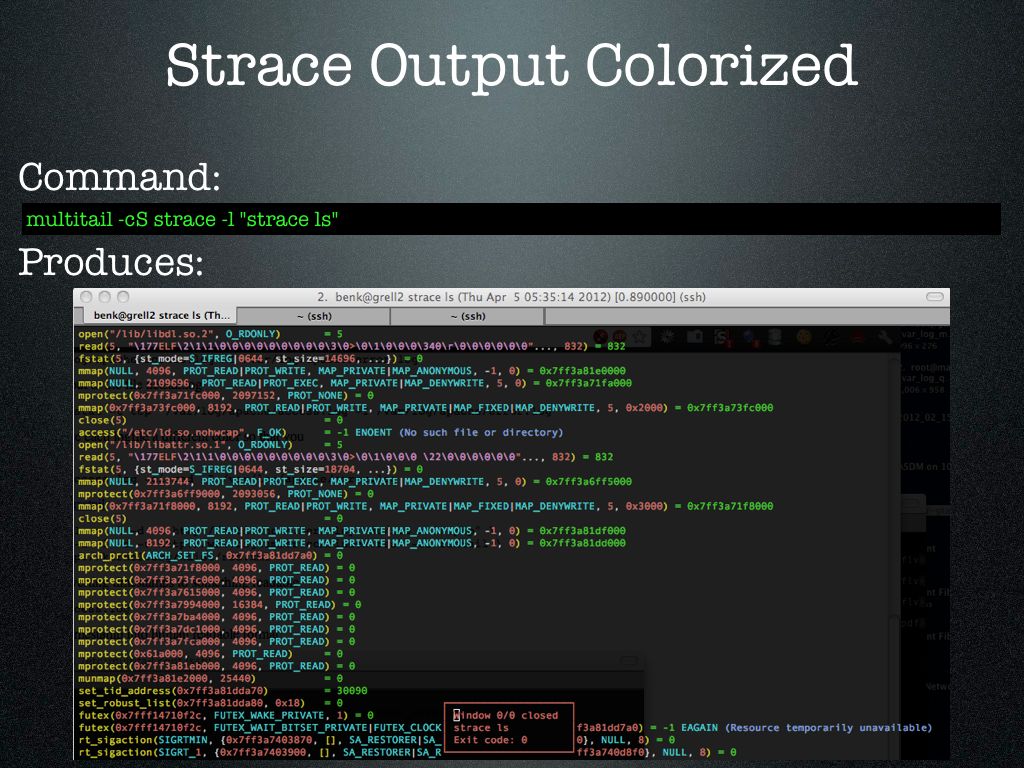 Strace Output Colorized
Command:
multitail -cS strace -l "strace ls"
Produces:
2. benk@grell2 strace ls (Thu Apr  5 05:35:14 2012) [0.890000] (ssh)
benk@grell2 strace ls (Th... ~ (ssh) ~ (ssh)
open("/lib/libdl.so.2", O_RDONLY) = 5
read(5, "\177ELF\2\1\1\0\0\0\0\0\0\0\0\0\3\0>\0\1\0\0\0\340\r\0\0\0\0\0\0"..., 832) = 832
fstat(5, {st_mode=S_IFREG|0644, st_size=14696, ...}) = 0
mmap(NULL, 4096, PROT_READ|PROT_WRITE, MAP_PRIVATE|MAP_ANONYMOUS, -1, 0) = 0x7ff3a81e0000
mmap(NULL, 2109696, PROT_READ|PROT_EXEC, MAP_PRIVATE|MAP_DENYWRITE, 5, 0) = 0x7ff3a71fa000
mprotect(0x7ff3a71fc000, 2097152, PROT_NONE) = 0
mmap(0x7ff3a73fc000, 8192, PROT_READ|PROT_WRITE, MAP_PRIVATE|MAP_FIXED|MAP_DENYWRITE, 5, 0x2000) = 0x7ff3a73fc000
close(5) = 0
access("/etc/ld.so.nohwcap", F_OK) = -1 ENOENT (No such file or directory)
open("/lib/libattr.so.1", O_RDONLY) = 5
read(5, "\177ELF\2\1\1\0\0\0\0\0\0\0\0\0\3\0>\0\1\0\0\0 \22\0\0\0\0\0\0"..., 832) = 832
fstat(5, {st_mode=S_IFREG|0644, st_size=18704, ...}) = 0
mmap(NULL, 2113744, PROT_READ|PROT_EXEC, MAP_PRIVATE|MAP_DENYWRITE, 5, 0) = 0x7ff3a6ff5000
mprotect(0x7ff3a6ff9000, 2093056, PROT_NONE) = 0
mmap(0x7ff3a71f8000, 8192, PROT_READ|PROT_WRITE, MAP_PRIVATE|MAP_FIXED|MAP_DENYWRITE, 5, 0x3000) = 0x7ff3a71f8000
close(5) = 0
mmap(NULL, 4096, PROT_READ|PROT_WRITE, MAP_PRIVATE|MAP_ANONYMOUS, -1, 0) = 0x7ff3a81df000
mmap(NULL, 8192, PROT_READ|PROT_WRITE, MAP_PRIVATE|MAP_ANONYMOUS, -1, 0) = 0x7ff3a81dd000
arch_prctl(ARCH_SET_FS, 0x7ff3a81dd7a0) = 0
mprotect(0x7ff3a71f8000, 4096, PROT_READ) = 0
mprotect(0x7ff3a73fc000, 4096, PROT_READ) = 0
mprotect(0x7ff3a7615000, 4096, PROT_READ) = 0
mprotect(0x7ff3a7994000, 16384, PROT_READ) = 0
mprotect(0x7ff3a7ba4000, 4096, PROT_READ) = 0
mprotect(0x7ff3a7dc1000, 4096, PROT_READ) = 0
mprotect(0x7ff3a7fca000, 4096, PROT_READ) = 0
mprotect(0x61a000, 4096, PROT_READ) = 0
mprotect(0x7ff3a81eb000, 4096, PROT_READ) = 0
munmap(0x7ff3a81e2000, 25440) = 0
set_tid_address(0x7ff3a81dda70) = 30090
set_robust_list(0x7ff3a81dda80, 0x18) = 0
futex(0x7fff14710f2c, FUTEX_WAKE_PRIVATE, 1) = 0
futex(0x7fff14710f2c, FUTEX_WAIT_BITSET_PRIVATE|FUTEX_CLOCK f3a81dd7a0) = -1 EAGAIN (Resource temporarily unavailable)
rt_sigaction(SIGRTMIN, {0x7ff3a7403870, [], SA_RESTORER|SA_ 0}, NULL, 8) = 0
rt_sigaction(SIGRT_1, {0x7ff3a7403900, [], SA_RESTORER|SA_R ff3a740d8f0}, NULL, 8) = 0
Window 0/0 closed
strace ls
Exit code: 0